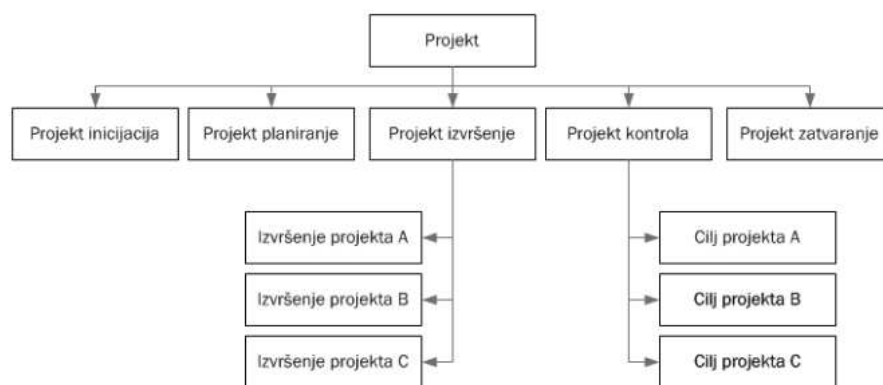 Projekt
Projekt inicijacija
Projekt planiranje
Projekt izvršenje
Projekt kontrola
Projekt zatvaranje
Izvršenje projekta A
Izvršenje projekta B
Izvršenje projekta C
Cilj projekta A
Cilj projekta B
Cilj projekta C